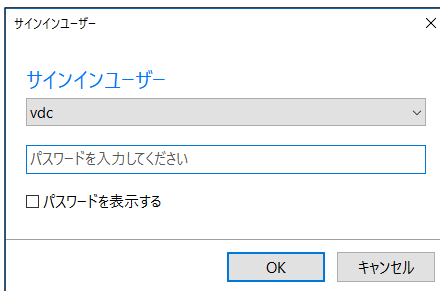 サインインユーザー
サインインユーザー
vdc
パスワードを入力してください
パスワードを表示する
OK
キャンセル